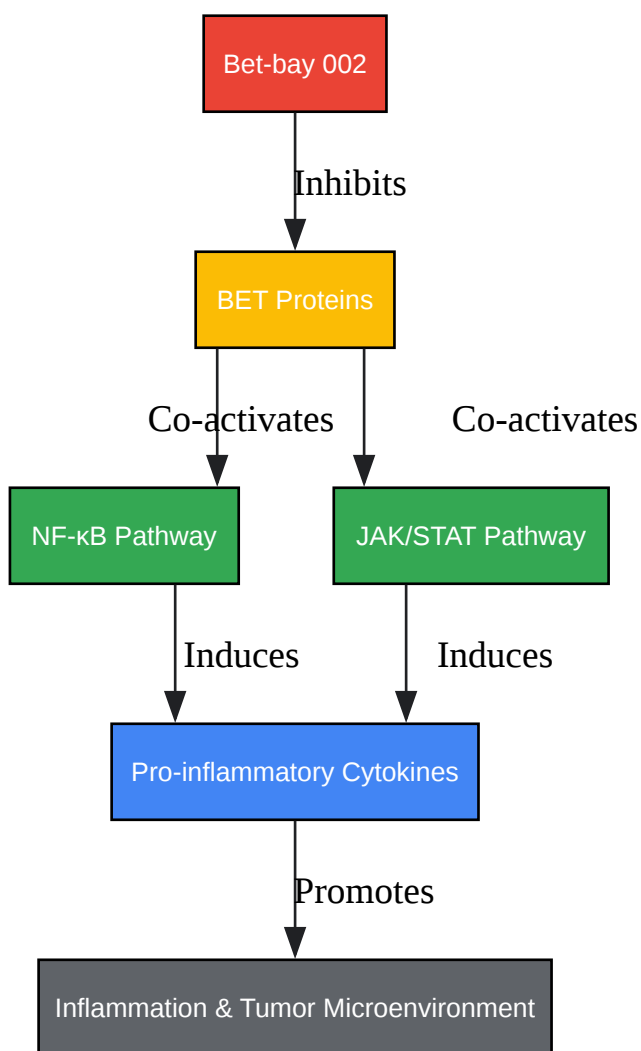 Bet-bay 002
Inhibits
BET Proteins
Co-activates
Co-activates
NF-κB Pathway
JAK/STAT Pathway
Induces
Induces
Pro-inflammatory Cytokines
Promotes
Inflammation & Tumor Microenvironment